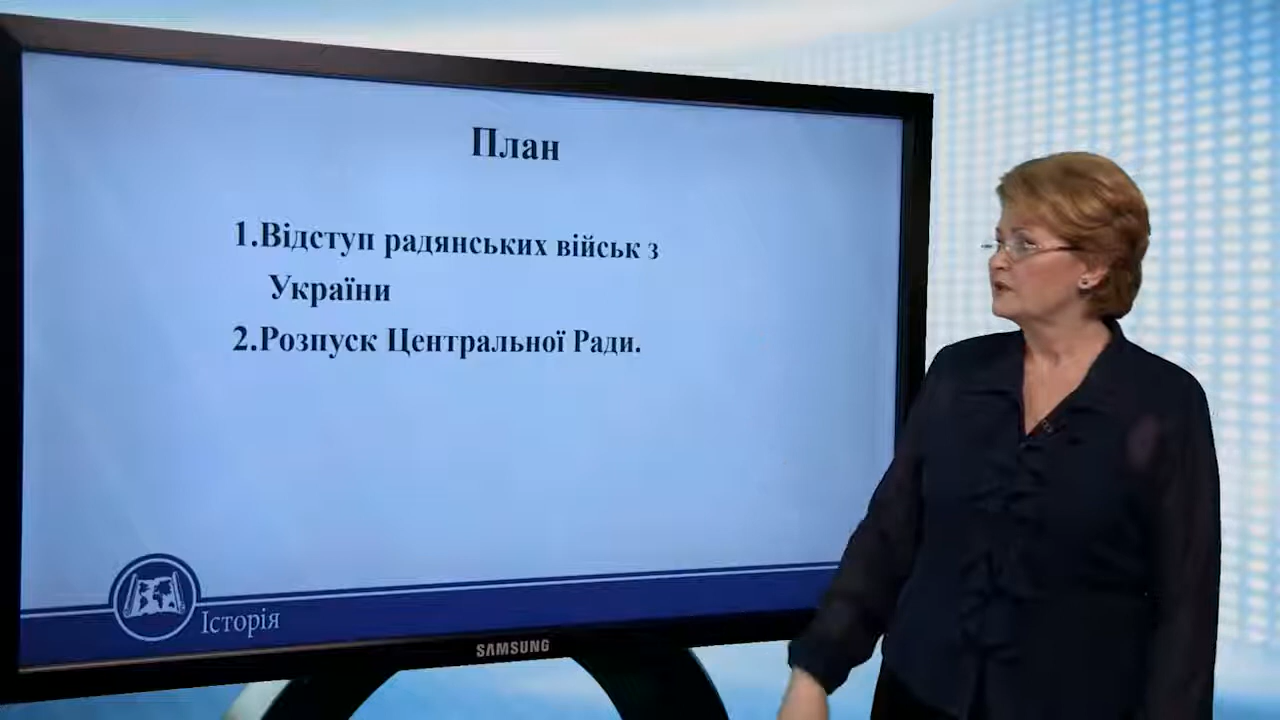 План
1.Відступ радянських військ з
України
2.Розпуск Центральної Ради.
Історія
SAMSUNG